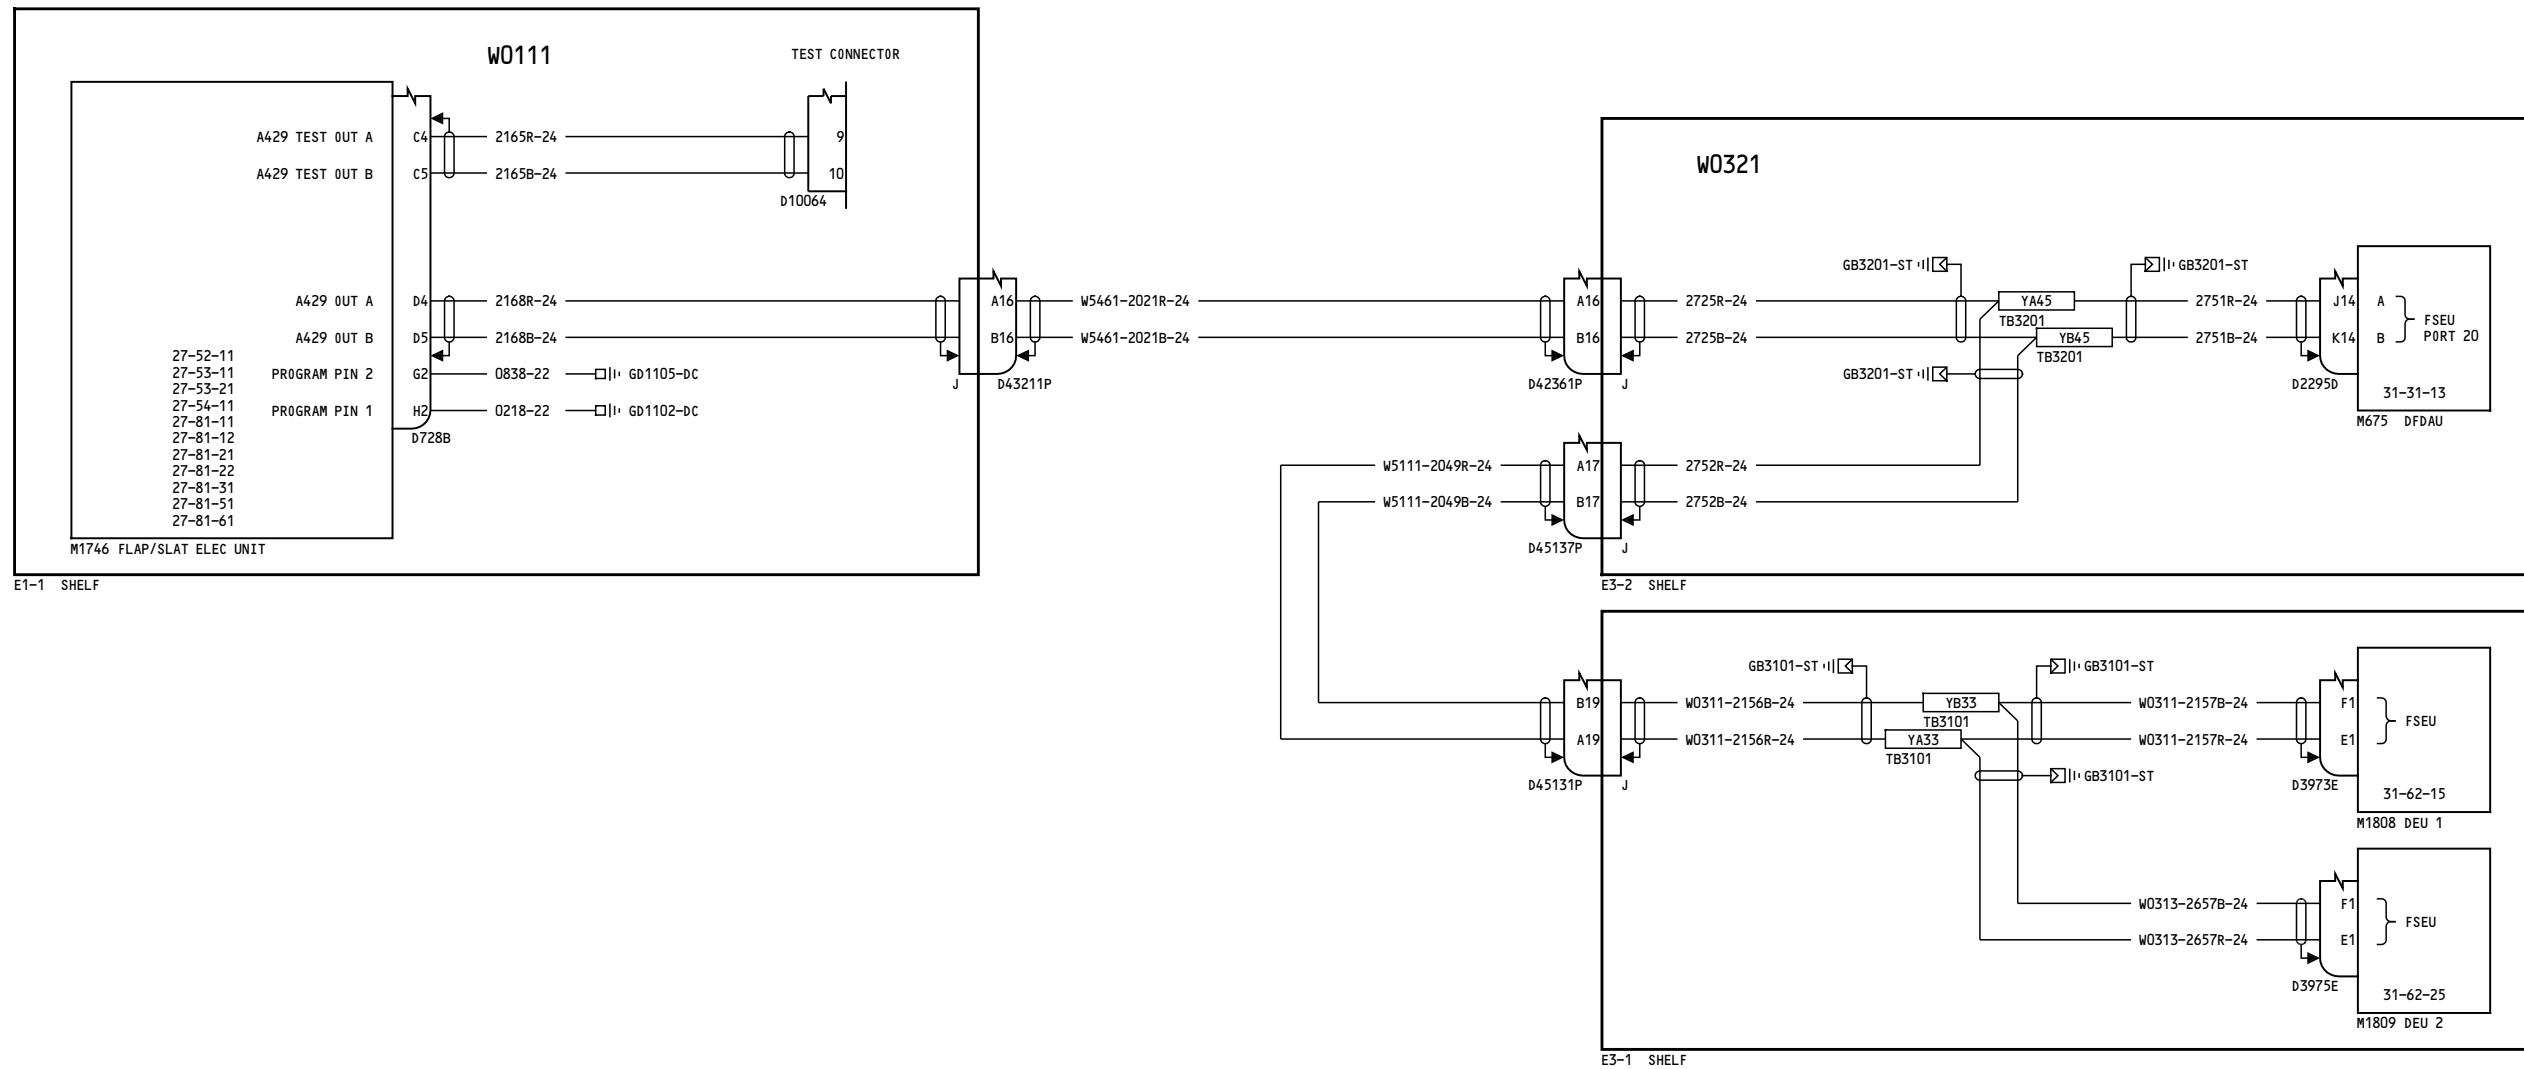 W0111
TEST CONNECTOR
A429 TEST OUT A C4 2165R-24 9
A429 TEST OUT B C5 2165B-24 10
D10064
A429 OUT A D4 2168R-24
A429 OUT B D5 2168B-24
PROGRAM PIN 2 G2 0838-22 GD1105-DC
PROGRAM PIN 1 H2 0218-22 GD1102-DC
D728B
27-52-11
27-53-11
27-53-21
27-54-11
27-81-11
27-81-12
27-81-21
27-81-22
27-81-31
27-81-51
27-81-61
M1746 FLAP/SLAT ELEC UNIT
E1-1 SHELF
A16 W5461-2021R-24 A16
B16 W5461-2021B-24 B16
J D43211P
D42361P J
W0321
GB3201-ST GB3201-ST
2725R-24 YA45 2751R-24 J14 A
TB3201
2725B-24 YB45 2751B-24 K14 B
TB3201
FSEU
PORT 20
GB3201-ST
D2295D
31-31-13
M675 DFDAU
W5111-2049R-24 A17 2752R-24
W5111-2049B-24 B17 2752B-24
D45137P J
E3-2 SHELF
GB3101-ST GB3101-ST
B19 W0311-2156B-24 YB33 W0311-2157B-24 F1
TB3101
FSEU
A19 W0311-2156R-24 YA33 W0311-2157R-24 E1
TB3101
GB3101-ST
D45131P J
D3973E
31-62-15
M1808 DEU 1
W0313-2657B-24 F1
FSEU
W0313-2657R-24 E1
D3975E
31-62-25
M1809 DEU 2
E3-1 SHELF